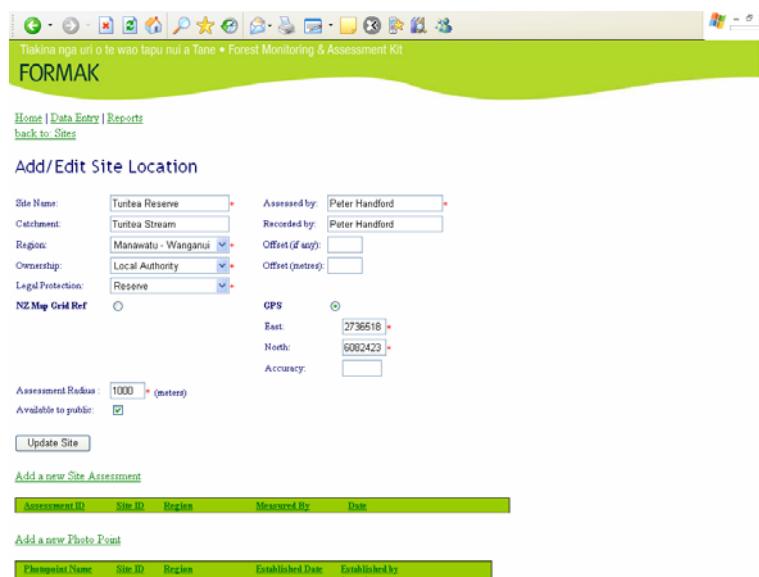 Tiakina nga uri o te wao tapu nui a Tane • Forest Monitoring & Assessment Kit
FORMAK
Home | Data Entry | Reports
back to: Sites
Add/Edit Site Location
Site Name: Turitea Reserve * Assessed by: Peter Handford *
Catchment: Turitea Stream Recorded by: Peter Handford
Region: Manawatu - Wanganui * Offset (if any):
Ownership: Local Authority * Offset (metres):
Legal Protection: Reserve *
NZ Map Grid Ref GPS
East: 2736518 *
North: 6082423 *
Accuracy:
Assessment Radius : 1000 * (meters)
Available to public:
Update Site
Add a new Site Assessment
Assessment ID Site ID Region Measured By Date
Add a new Photo Point
Photopoint Name Site ID Region Established Date Established by